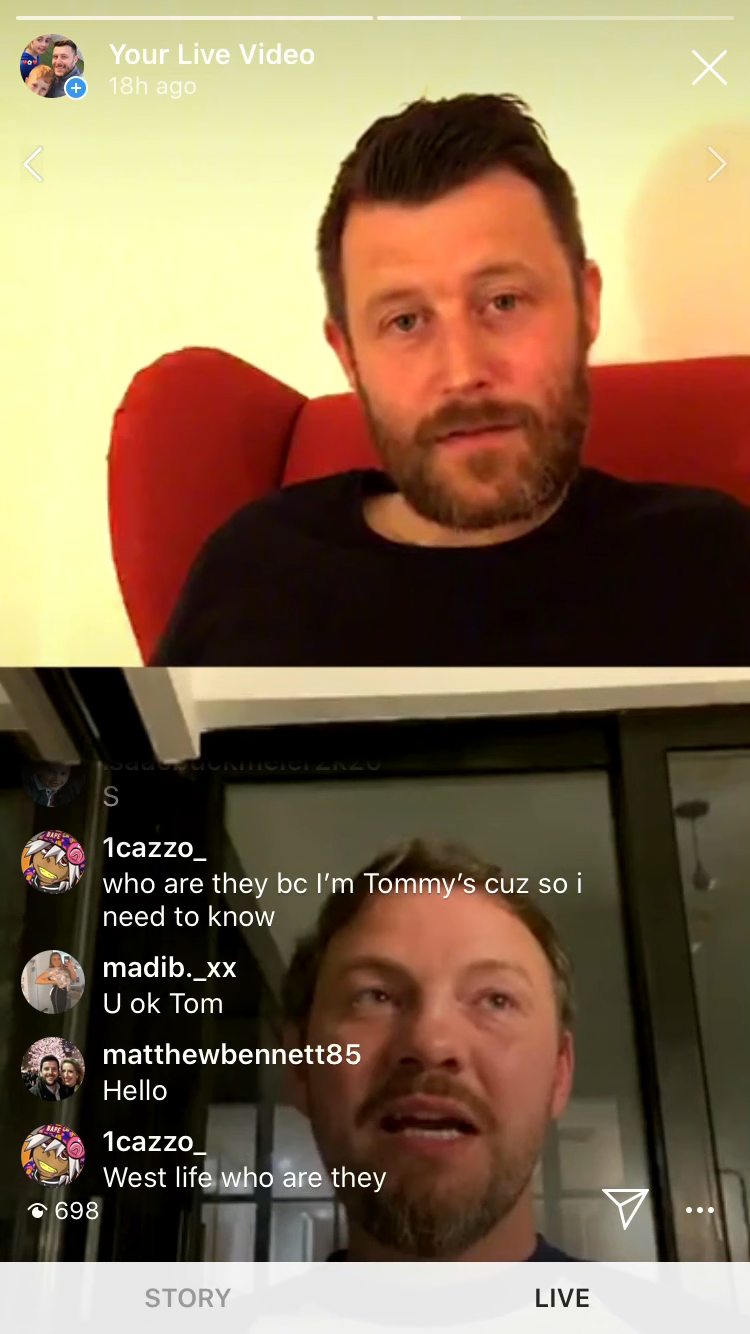 Your Live Video
18h ago
S
1cazzo_
who are they bc I’m Tommy’s cuz so i
need to know
madib._xx
U ok Tom
matthewbennett85
Hello
1cazzo_
West life who are they
698
STORY
LIVE